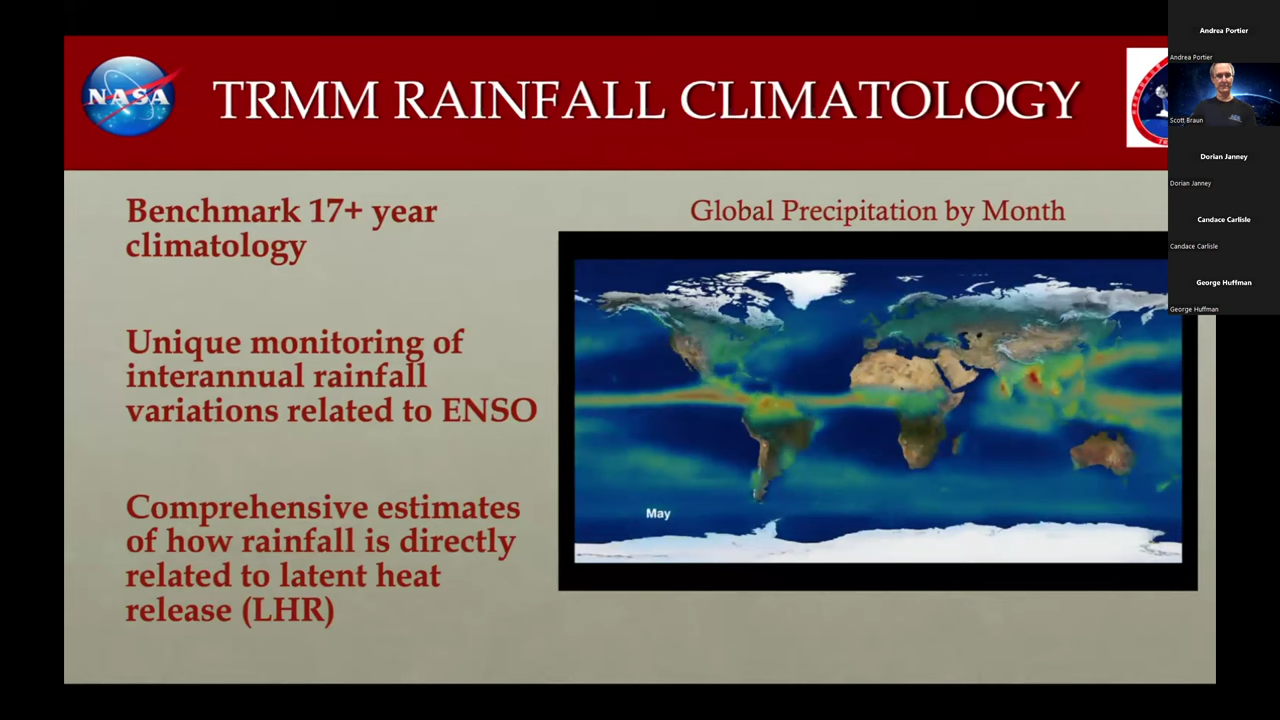 NASA
TRMM RAINFALL CLIMATOLOGY
Benchmark 17+ year
climatology
Unique monitoring of
interannual rainfall
variations related to ENSO
Comprehensive estimates
of how rainfall is directly
related to latent heat
release (LHR)
Global Precipitation by Month
May
Andrea Portier
Andrea Portier
Scott Braun
Dorian Janney
Dorian Janney
Candace Carlisle
Candace Carlisle
George Huffman
George Huffman